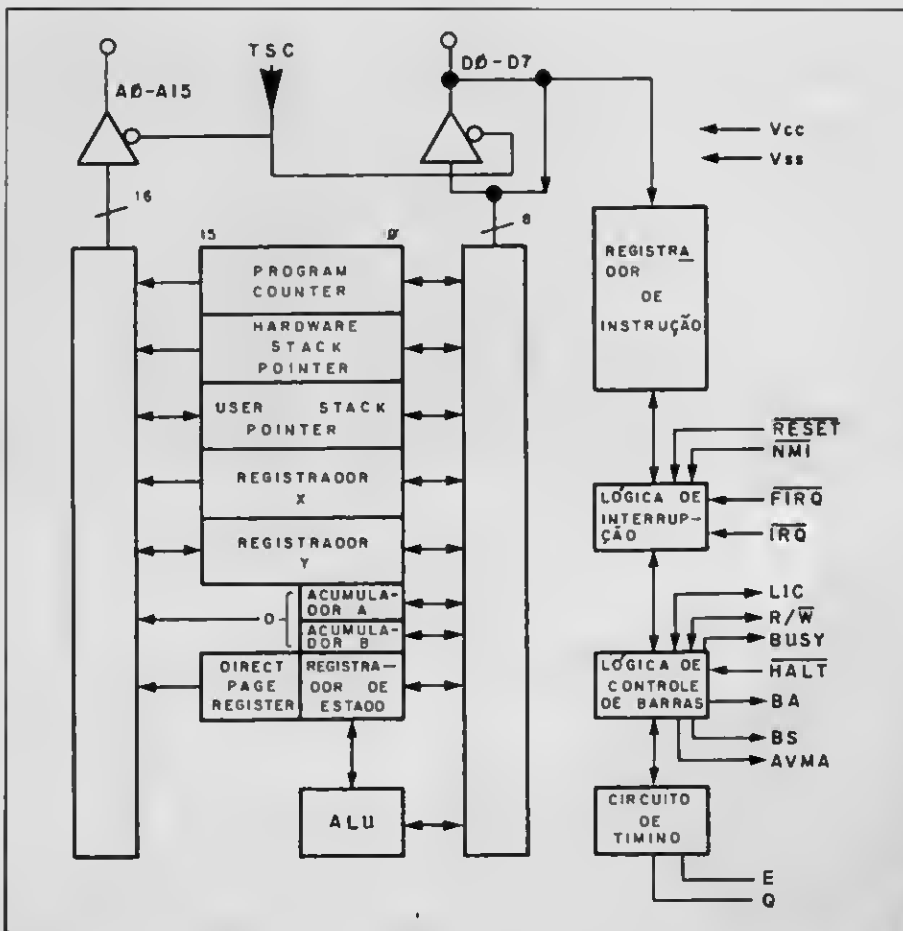 TSC
DØ-D7
AØ-A15
Vcc
Vss
16
8
15
Ø
PROGRAM
COUNTER
HARDWARE
STACK
POINTER
USER STACK
POINTER
REGISTRADOR
X
REGISTRADOR
Y
D
ACUMULA-
DOR A
ACUMULA-
DOR B
DIRECT
PAGE
REGISTER
REGISTRA-
DOR DE
ESTADO
ALU
REGISTRA
DOR
DE
INSTRUÇÃO
RESET
NMI
FIRQ
IRQ
LÓGICA DE
INTERRUP-
ÇÃO
LIC
R/W
BUSY
HALT
BA
BS
AVMA
LÓGICA DE
CONTROLE
DE BARRAS
CIRCUITO
DE
TIMINO
E
Q